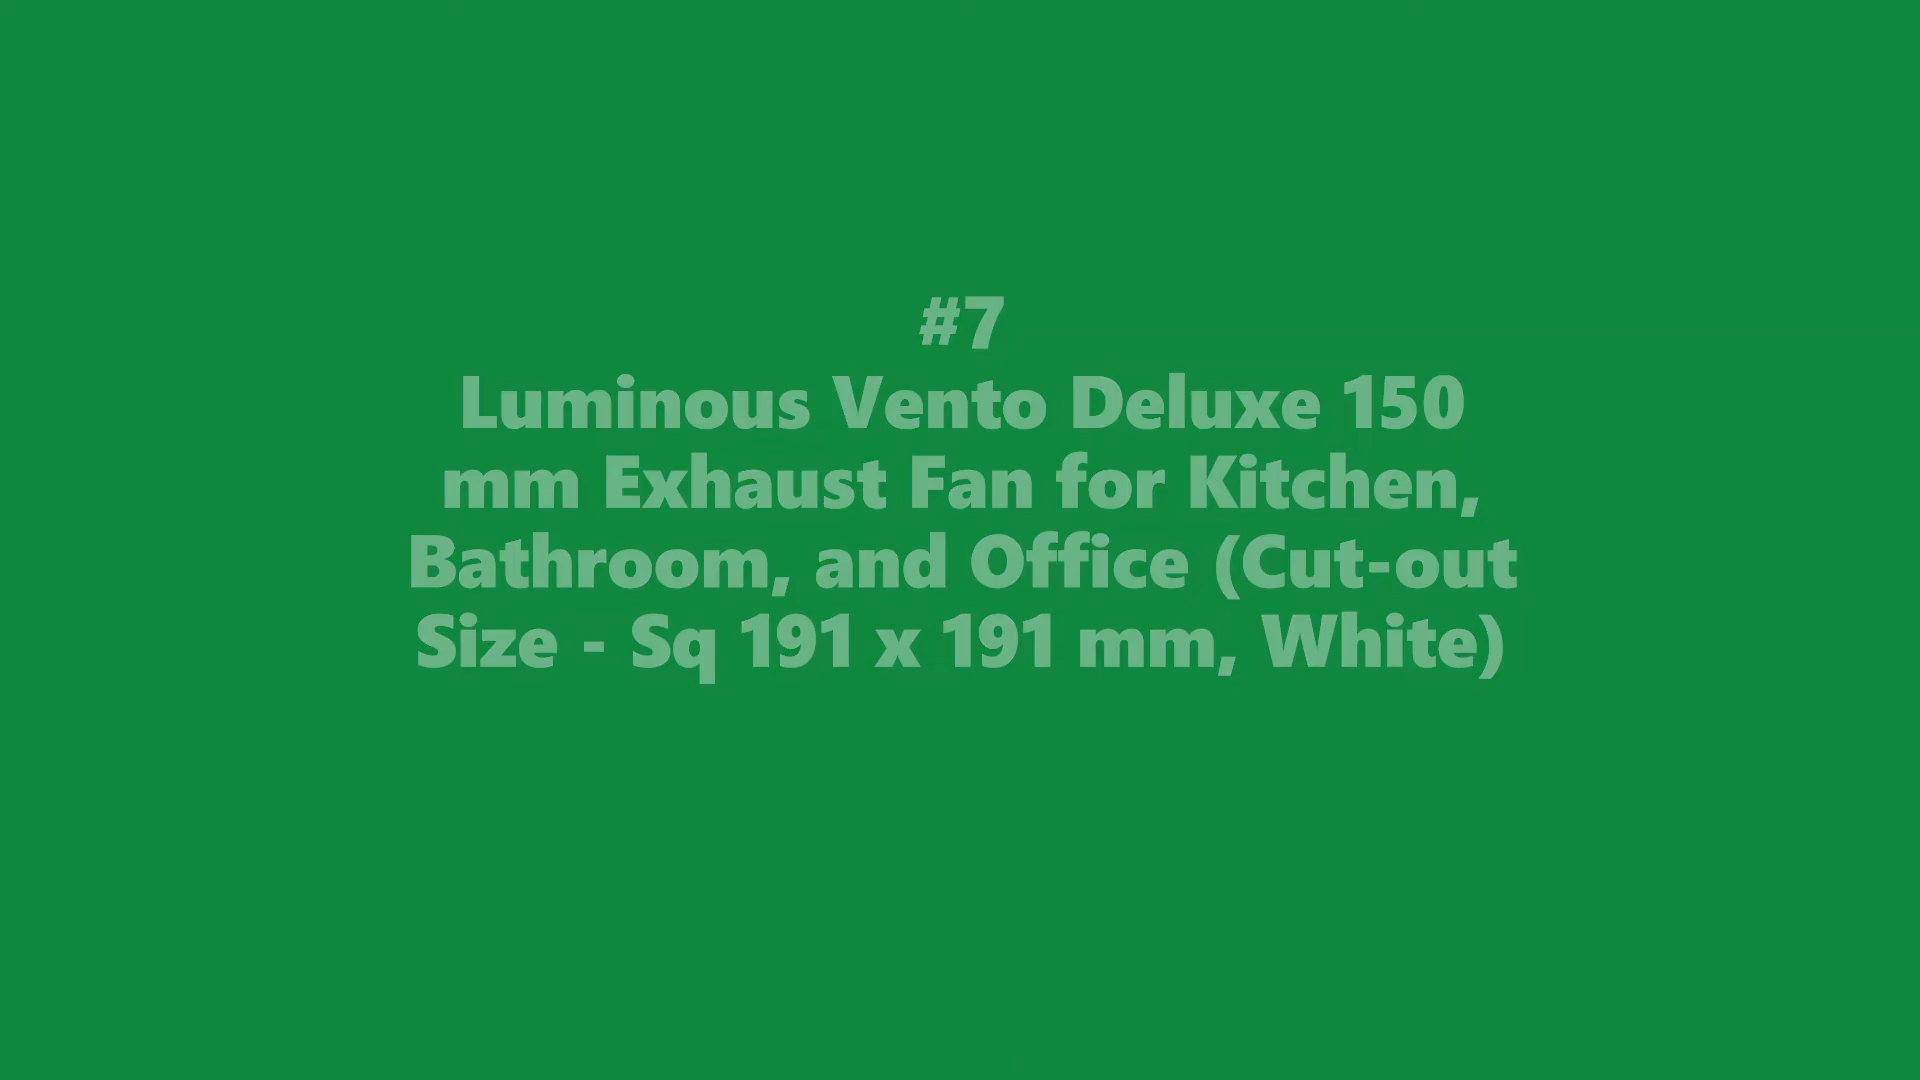 #7
Luminous Vento Deluxe 150
mm Exhaust Fan for Kitchen,
Bathroom, and Office (Cut-out
Size - Sq 191 x 191 mm, White)